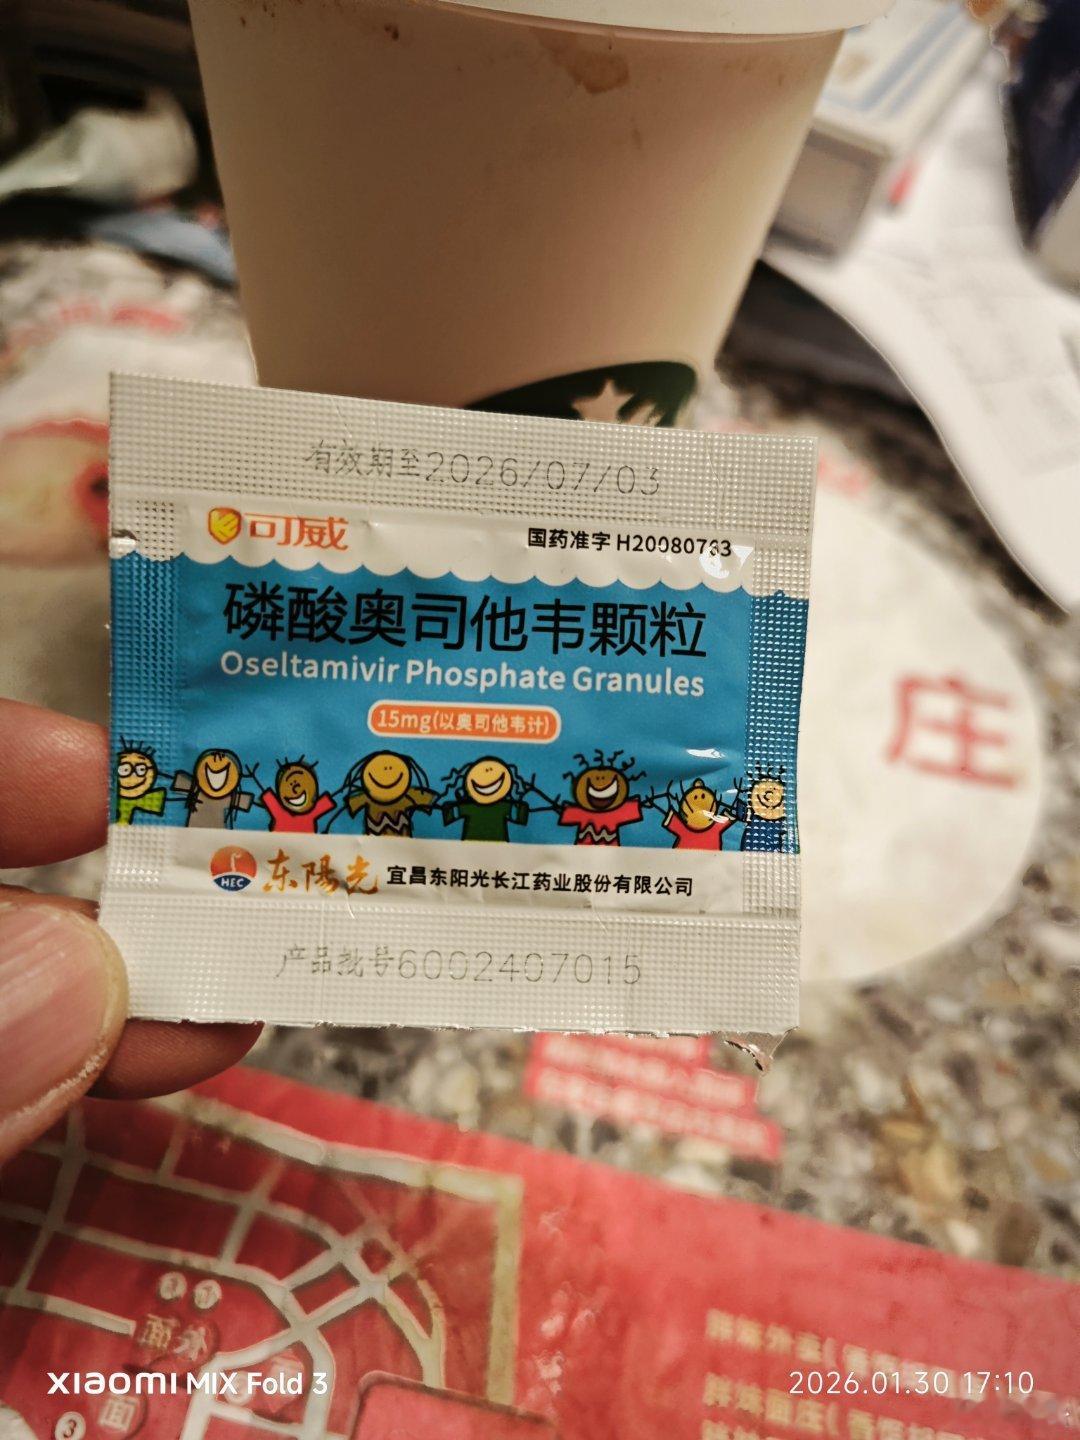 有效期至2026/07/03
可威
国药准字 H20080763
磷酸奥司他韦颗粒
Oseltamivir Phosphate Granules
15mg(以奥司他韦计)
HEC 东陽光 宜昌东阳光长江药业股份有限公司
产品批号6002407015
庄
面
XIAOMI MIX Fold 3
2026.01.30 17:10